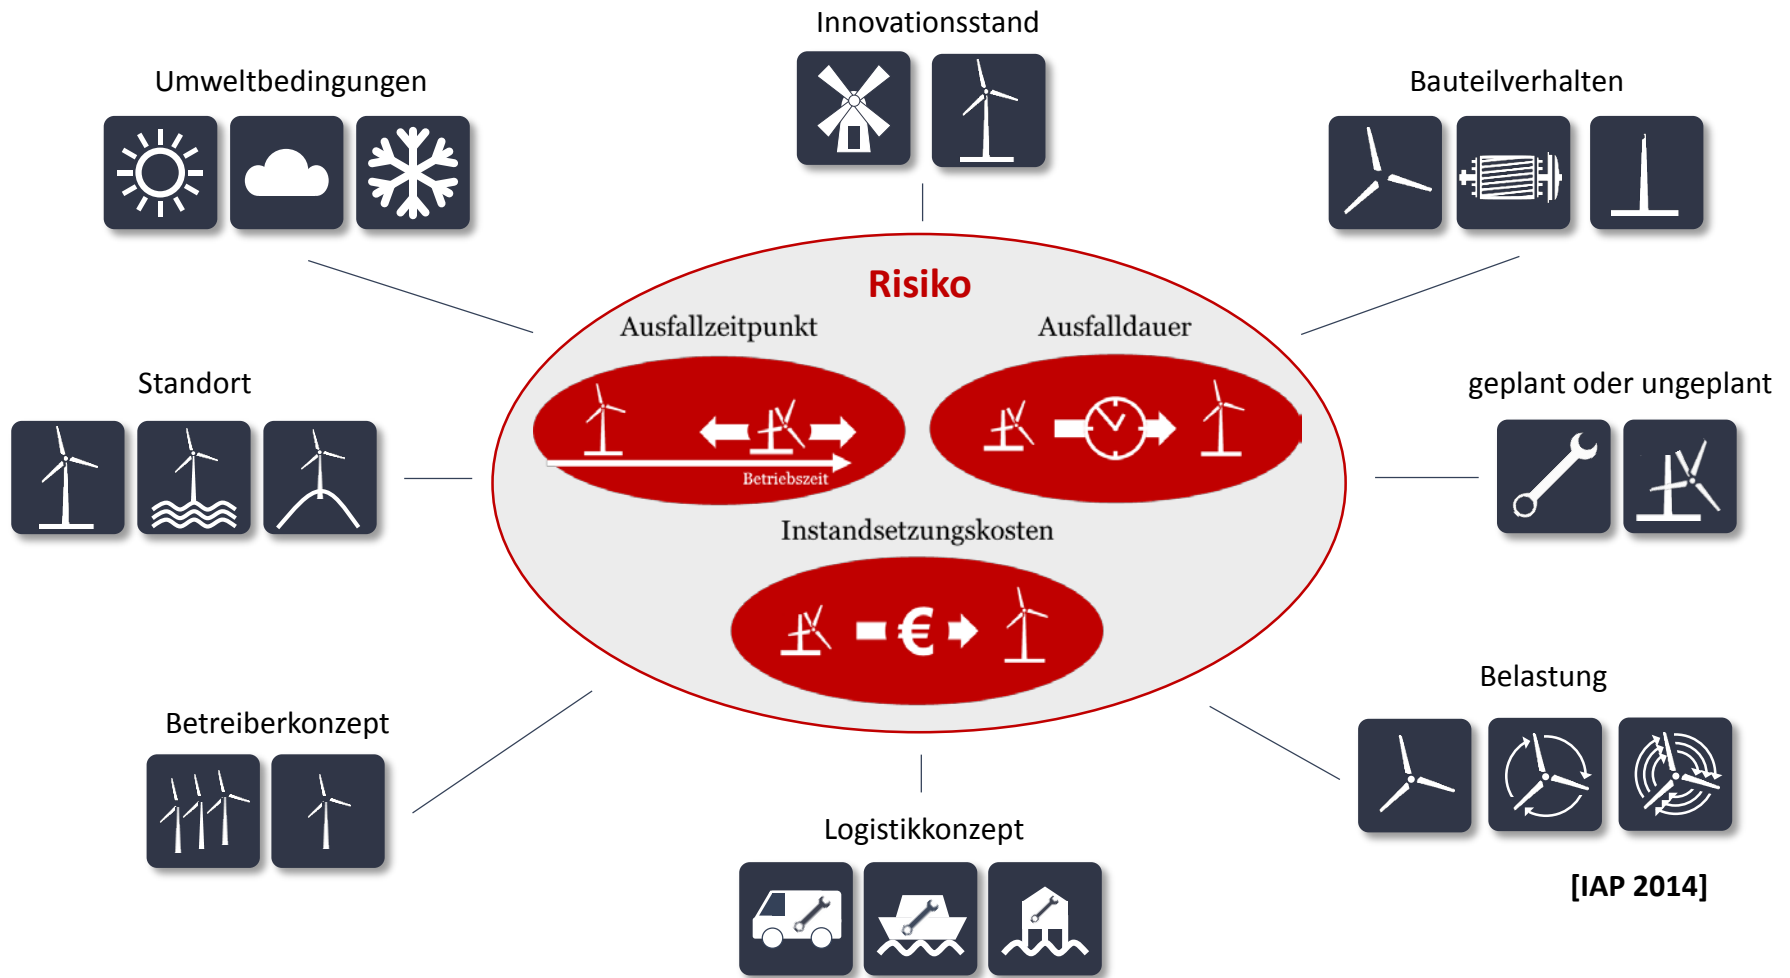 Innovationsstand
Umweltbedingungen
Bauteilverhalten
Risiko
Ausfallzeitpunkt
Ausfalldauer
Standort
geplant oder ungeplant
Betriebszeit
Instandsetzungskosten
€
Belastung
Betreiberkonzept
Logistikkonzept
[IAP 2014]